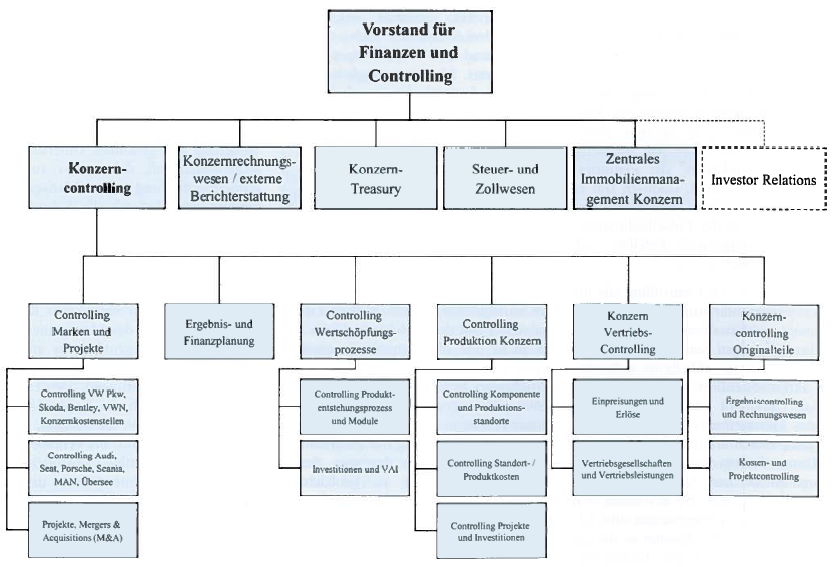 Vorstand für
Finanzen und
Controlling
Konzern-
controlling
Konzernrechnungs-
wesen / externe
Berichterstattung
Konzern-
Treasury
Steuer- und
Zollwesen
Zentrales
Immobilienmana-
gement Konzern
Investor Relations
Controlling
Marken und
Projekte
Ergebnis- und
Finanzplanung
Controlling
Wertschöpfungs-
prozesse
Controlling
Produktion Konzern
Konzern
Vertriebs-
Controlling
Konzern-
controlling
Originalteile
Controlling VW Pkw,
Skoda, Bentley, VWN,
Konzernkostenstellen
Controlling Audi,
Seat, Porsche, Scania,
MAN, Übersee
Projekte, Mergers &
Acquisitions (M&A)
Controlling Produkt-
entstehungsprozess
und Module
Investitionen und VAI
Controlling Komponente
und Produktions-
standorte
Controlling Standort- /
Produktkosten
Controlling Projekte
und Investitionen
Einpreisungen und
Erlöse
Vertriebsgesellschaften
und Vertriebsleistungen
Ergebniscontrolling
und Rechnungswesen
Kosten- und
Projektcontrolling